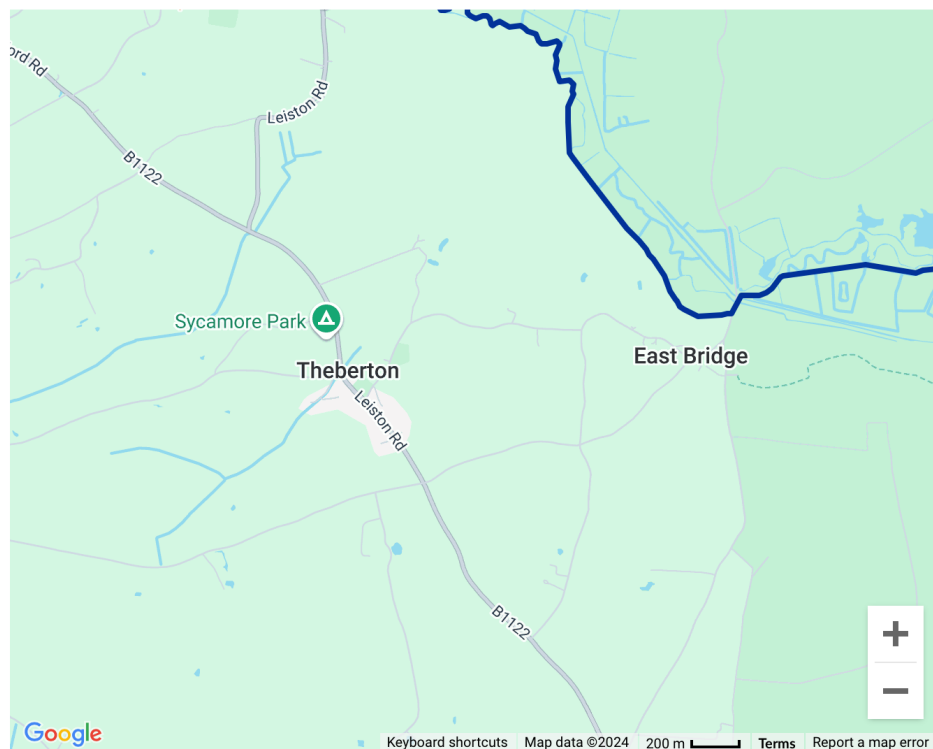 ord Rd
Leiston Rd
B1122
Sycamore Park
Theberton
East Bridge
Leiston Rd
B1122
Google
Keyboard shortcuts Map data ©2024 200 m Terms Report a map error